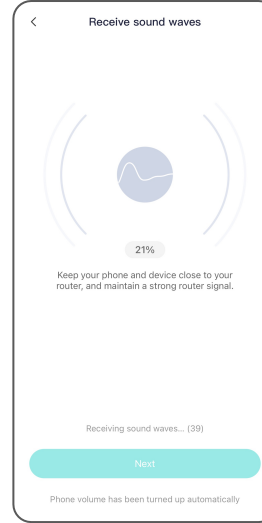 Receive sound waves
21%
Keep your phone and device close to your
router, and maintain a strong router signal.
Receiving sound waves... (39)
Next
Phone volume has been turned up automatically